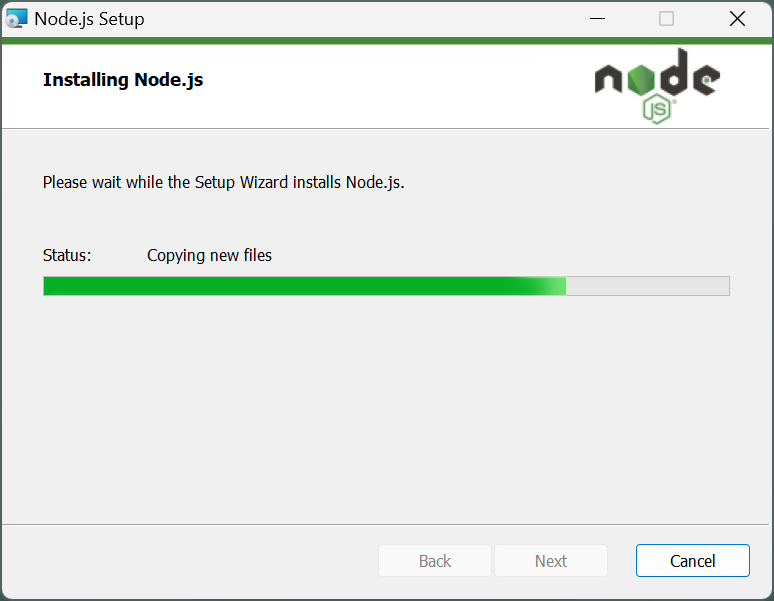 Node.js Setup
Installing Node.js
node
JS
Please wait while the Setup Wizard installs Node.js.
Status: Copying new files
Back Next Cancel